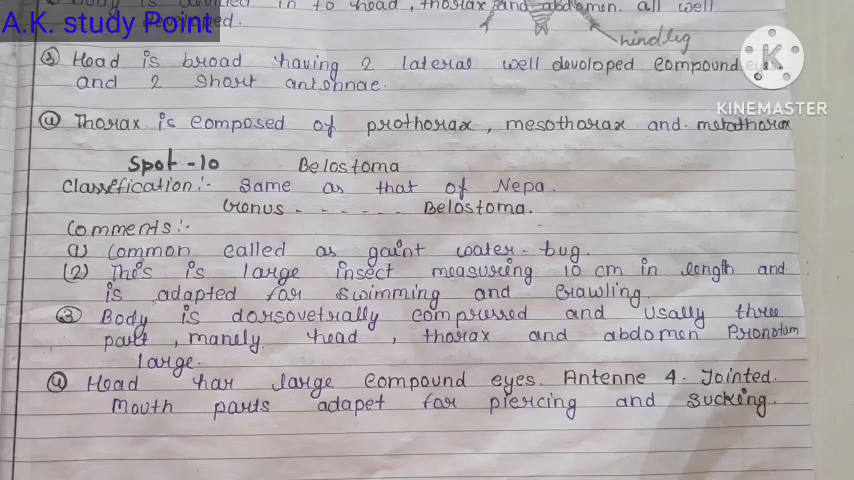 in to head, thorax and abdomen. all well
A.K. study Point
hindleg
③ Head is broad having 2 lateral well developed compound eyes
and 2 short antennae.
KINEMASTER
④ Thorax is composed of prothorax, mesothorax and metathorax
Spot -10 Belostoma
Classification:- Same as that of Nepa.
Genus - - - - - - Belostoma.
Comments:-
(1) Common called as gaint water-bug.
(2) This is large insect measuring 10 cm in length and
is adapted for swimming and crawling.
③ Body is dorsovetrally compressed and usally three
part, manely head, thorax and abdomen Pronotum
large.
④ Head har large compound eyes. Antenne 4-Jointed.
Mouth parts adapet for piercing and sucking.